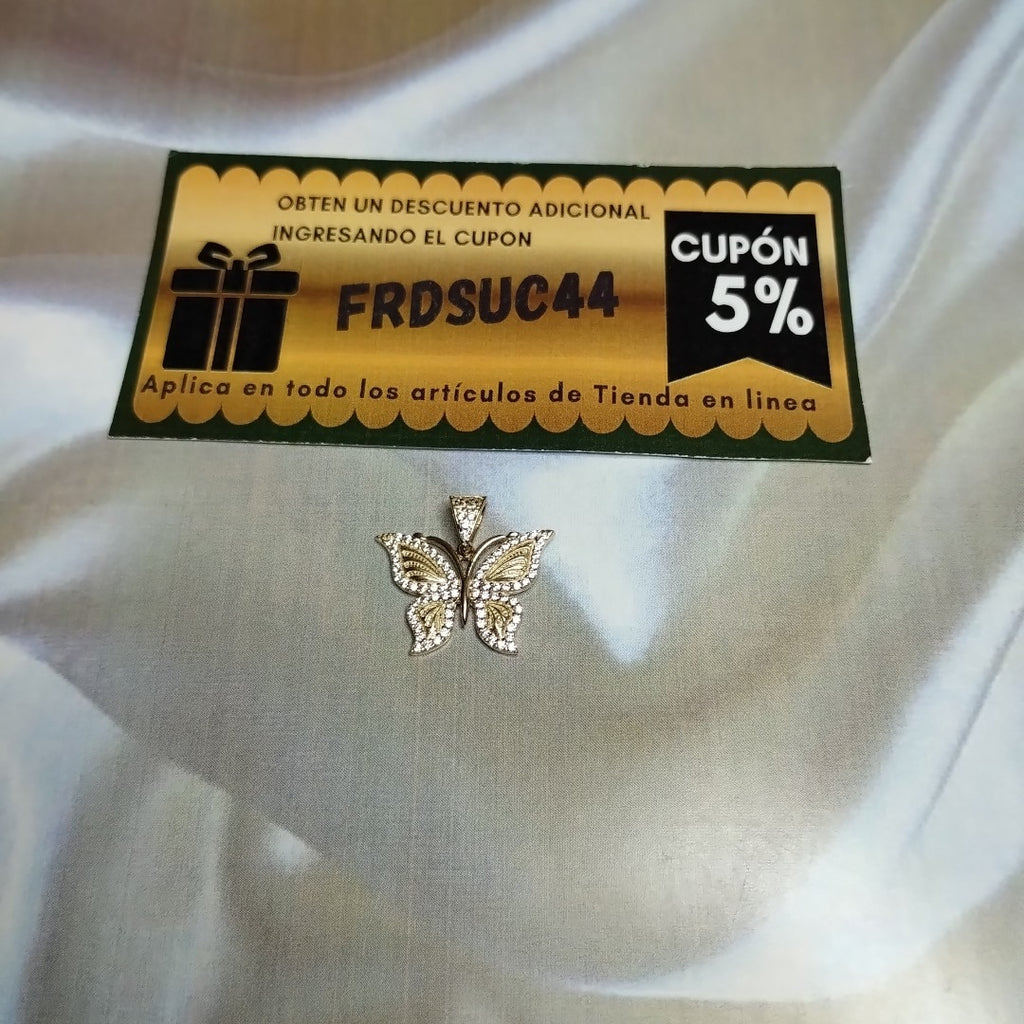 OBTEN UN DESCUENTO ADICIONAL
INGRESANDO EL CUPON
FRDSUC44
CUPÓN
5%
Aplica en todo los artículos de Tienda en linea